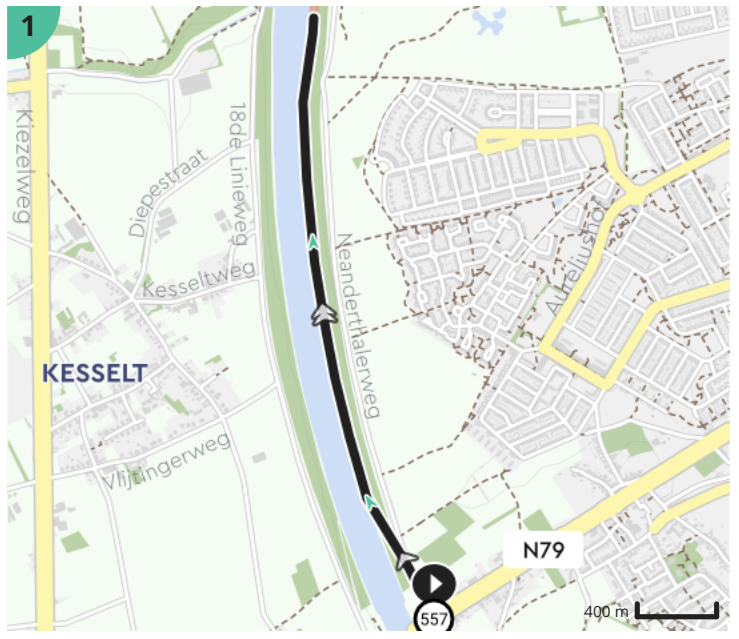 1
Kiezelweg
18de Linieweg
Diepestraat
Kesseltweg
Neanderthalerweg
Aureliushof
KESSELT
Vlijtingerweg
N79
400 m
557